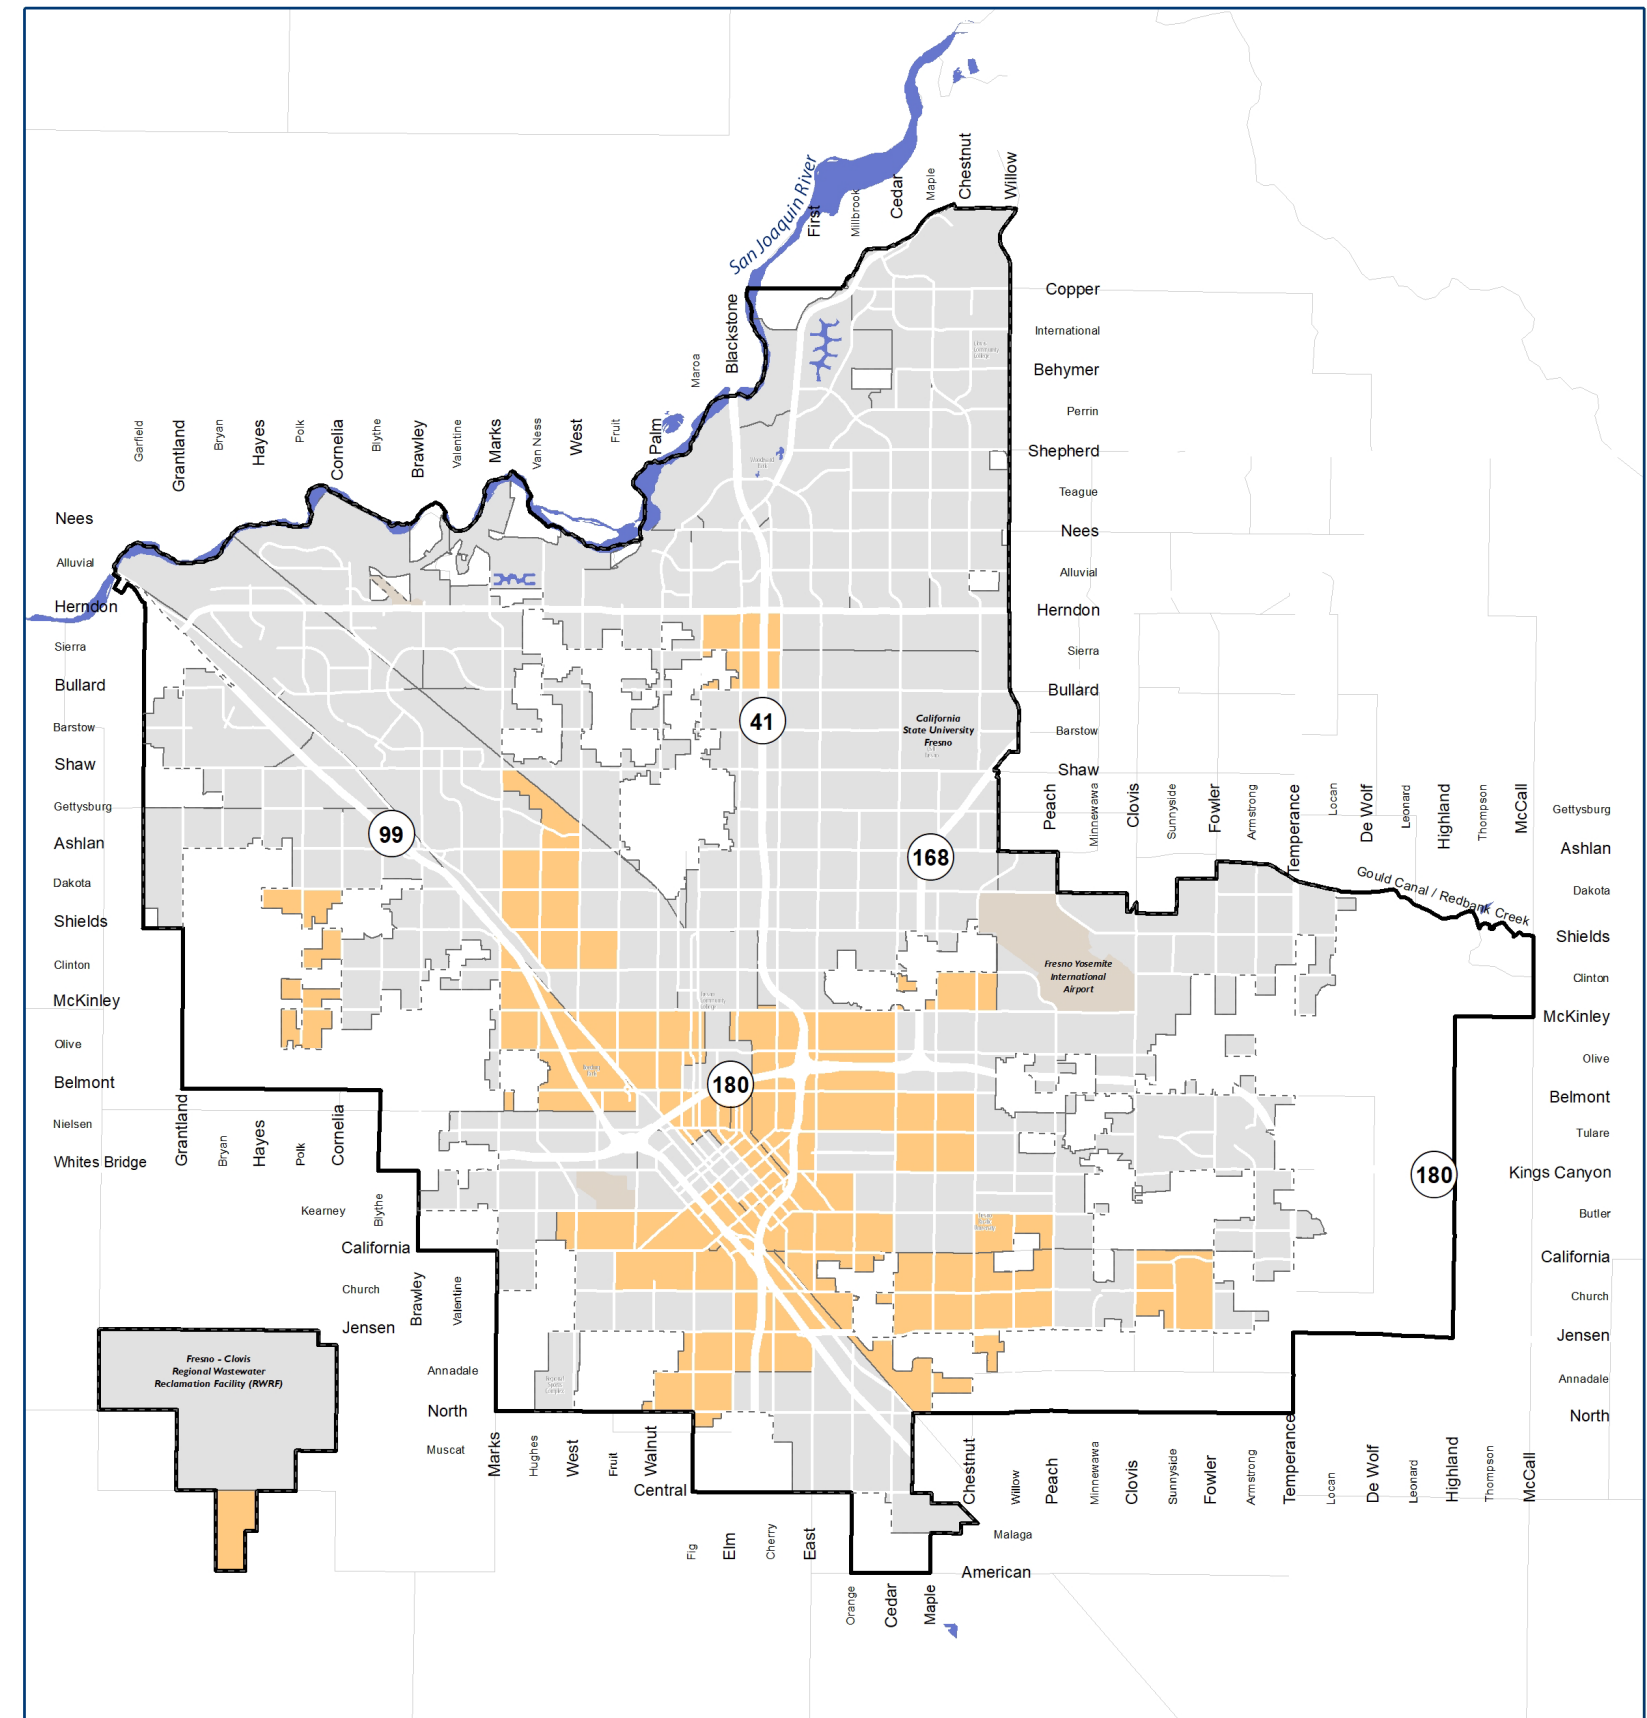 San Joaquin River
First
Millbrook
Cedar
Maple
Chestnut
Willow
Copper
International
Behymer
Perrin
Shepherd
Teague
Nees
Alluvial
Herndon
Sierra
Bullard
Barstow
Shaw
Maroa
Blackstone
Garfield
Grantland
Bryan
Hayes
Polk
Cornelia
Blythe
Brawley
Valentine
Marks
Van Ness
West
Fruit
Palm
Nees
Alluvial
Herndon
Sierra
Bullard
Barstow
Shaw
Gettysburg
Ashlan
Dakota
Shields
Clinton
McKinley
Olive
Belmont
Nielsen
Whites Bridge
41
99
168
180
180
California
State University
Fresno
Fresno Yosemite
International
Airport
Peach
Minnewawa
Clovis
Sunnyside
Fowler
Armstrong
Temperance
Locan
De Wolf
Leonard
Highland
Thompson
McCall
Gould Canal / Redbank Creek
Gettysburg
Ashlan
Dakota
Shields
Clinton
McKinley
Olive
Belmont
Tulare
Kings Canyon
Butler
California
Church
Jensen
Annadale
North
Grantland
Bryan
Hayes
Polk
Cornelia
Kearney
Blythe
California
Church
Jensen
Brawley
Valentine
Annadale
North
Muscat
Fresno - Clovis
Regional Wastewater
Reclamation Facility (RWRF)
Marks
Hughes
West
Fruit
Walnut
Central
Fig
Elm
Cherry
East
Orange
Cedar
Maple
Malaga
American
Chestnut
Willow
Peach
Minnewawa
Clovis
Sunnyside
Fowler
Armstrong
Temperance
Locan
De Wolf
Leonard
Highland
Thompson
McCall